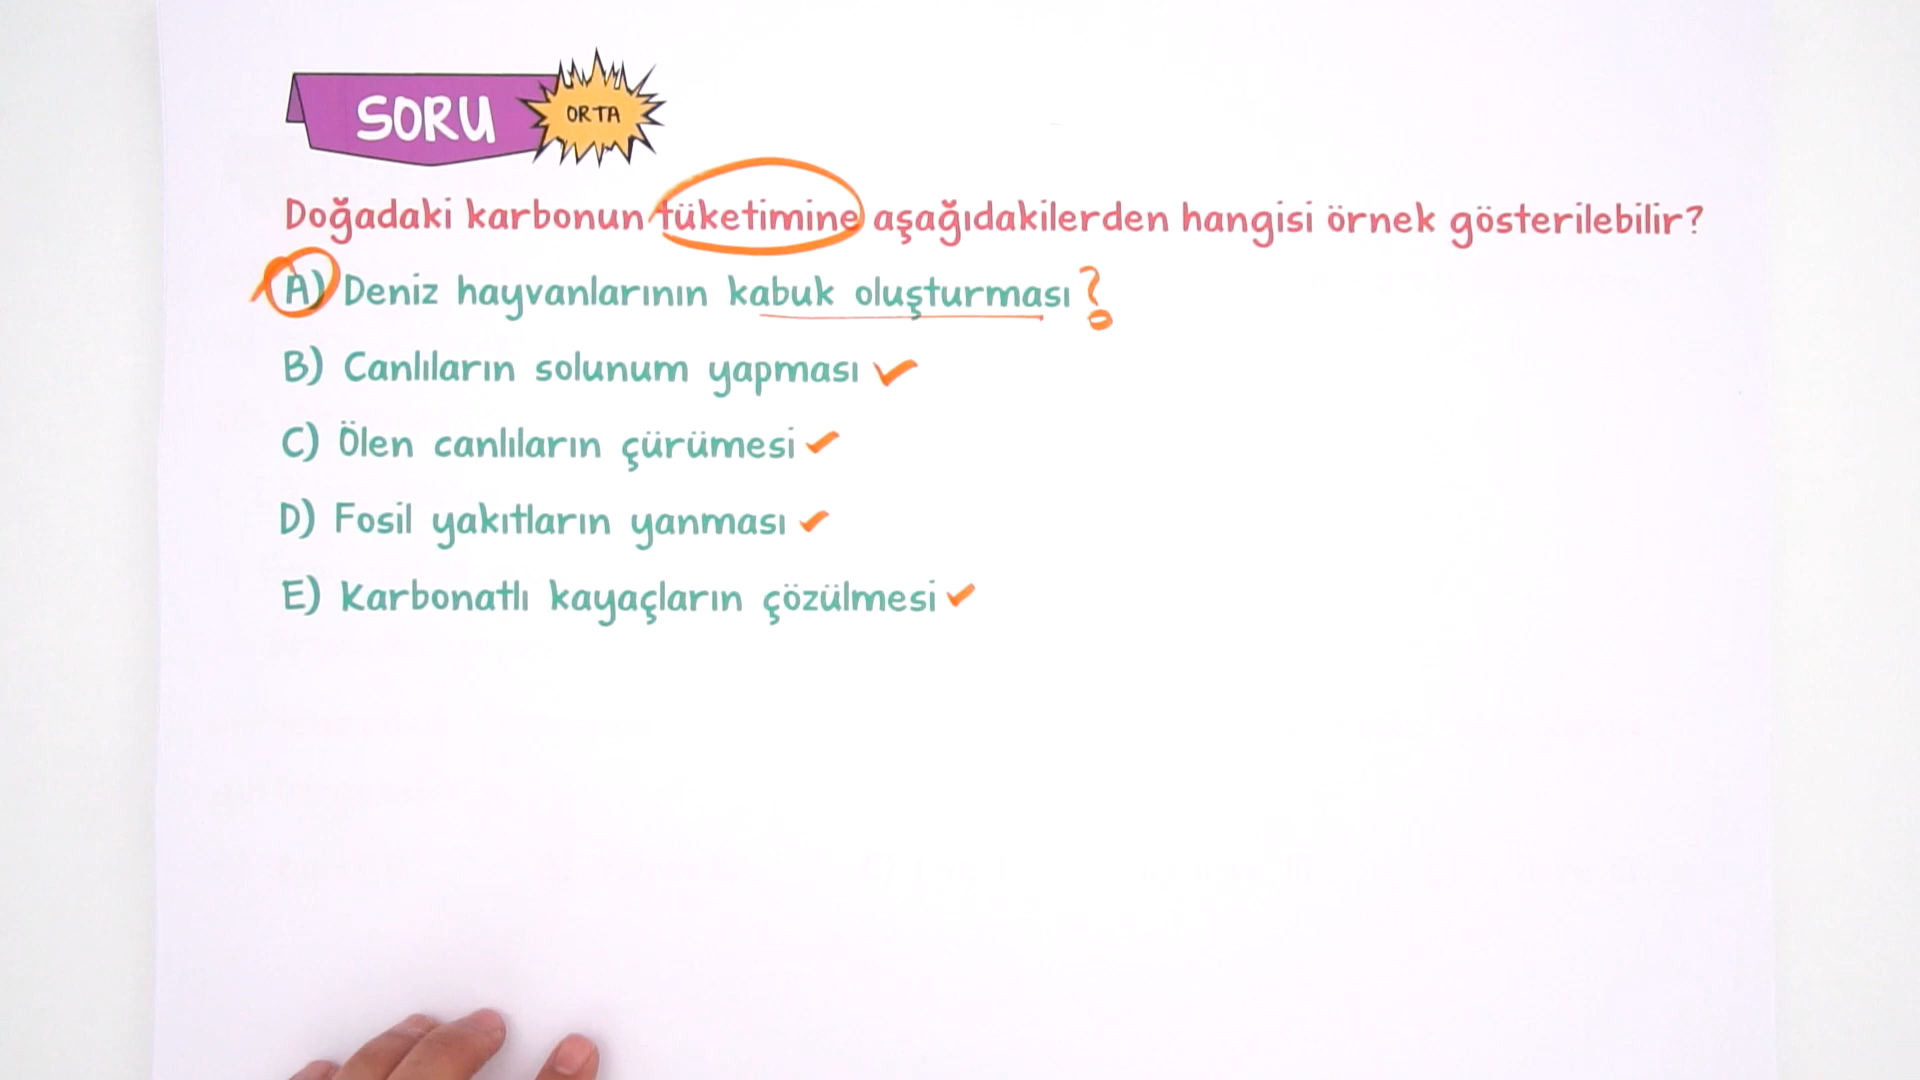 SORU
ORTA
Doğadaki karbonun tüketimine aşağıdakilerden hangisi örnek gösterilebilir?
A) Deniz hayvanlarının kabuk oluşturması ?
B) Canlıların solunum yapması
C) Ölen canlıların çürümesi
D) Fosil yakıtların yanması
E) Karbonatlı kayaçların çözülmesi